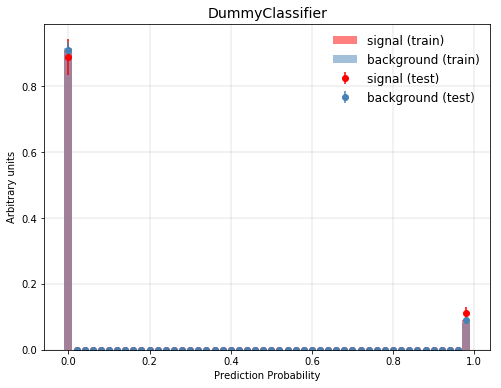 DummyClassifier
signal (train)
background (train)
signal (test)
background (test)
Arbitrary units
0.8
0.6
0.4
0.2
0.0
0.0 0.2 0.4 0.6 0.8 1.0
Prediction Probability